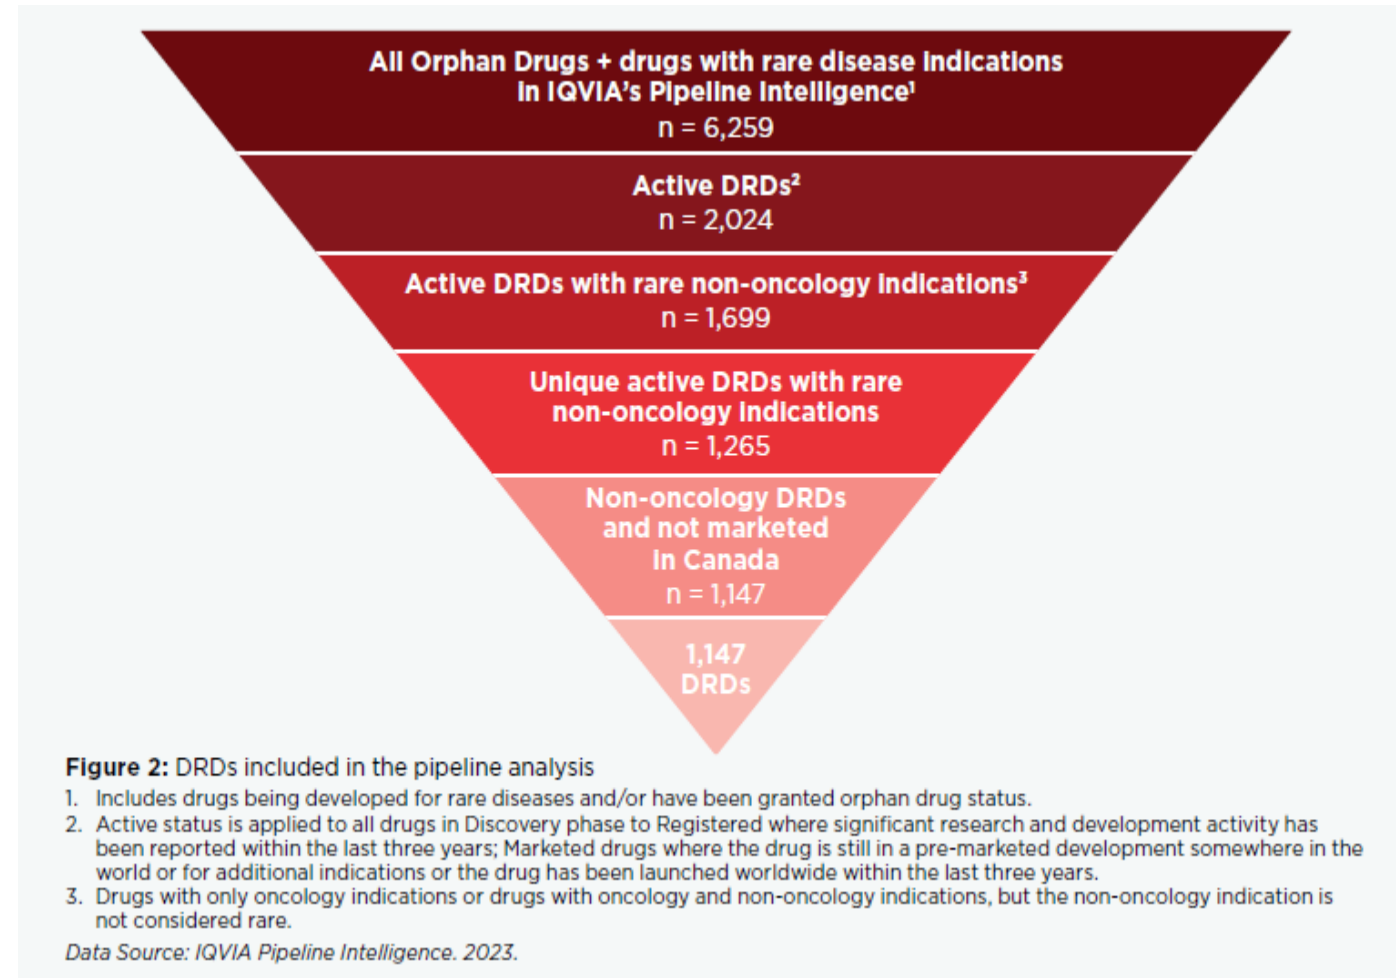 All Orphan Drugs + drugs with rare disease indications
in IQVIA's Pipeline Intelligence¹
n = 6,259
Active DRDs²
n = 2,024
Active DRDs with rare non-oncology indications³
n = 1,699
Unique active DRDs with rare
non-oncology indications
n = 1,265
Non-oncology DRDs
and not marketed
in Canada
n = 1,147
1,147
DRDs
Figure 2: DRDs included in the pipeline analysis
1. Includes drugs being developed for rare diseases and/or have been granted orphan drug status.
2. Active status is applied to all drugs in Discovery phase to Registered where significant research and development activity has
been reported within the last three years; Marketed drugs where the drug is still in a pre-marketed development somewhere in the
world or for additional indications or the drug has been launched worldwide within the last three years.
3. Drugs with only oncology indications or drugs with oncology and non-oncology indications, but the non-oncology indication is
not considered rare.
Data Source: IQVIA Pipeline Intelligence. 2023.